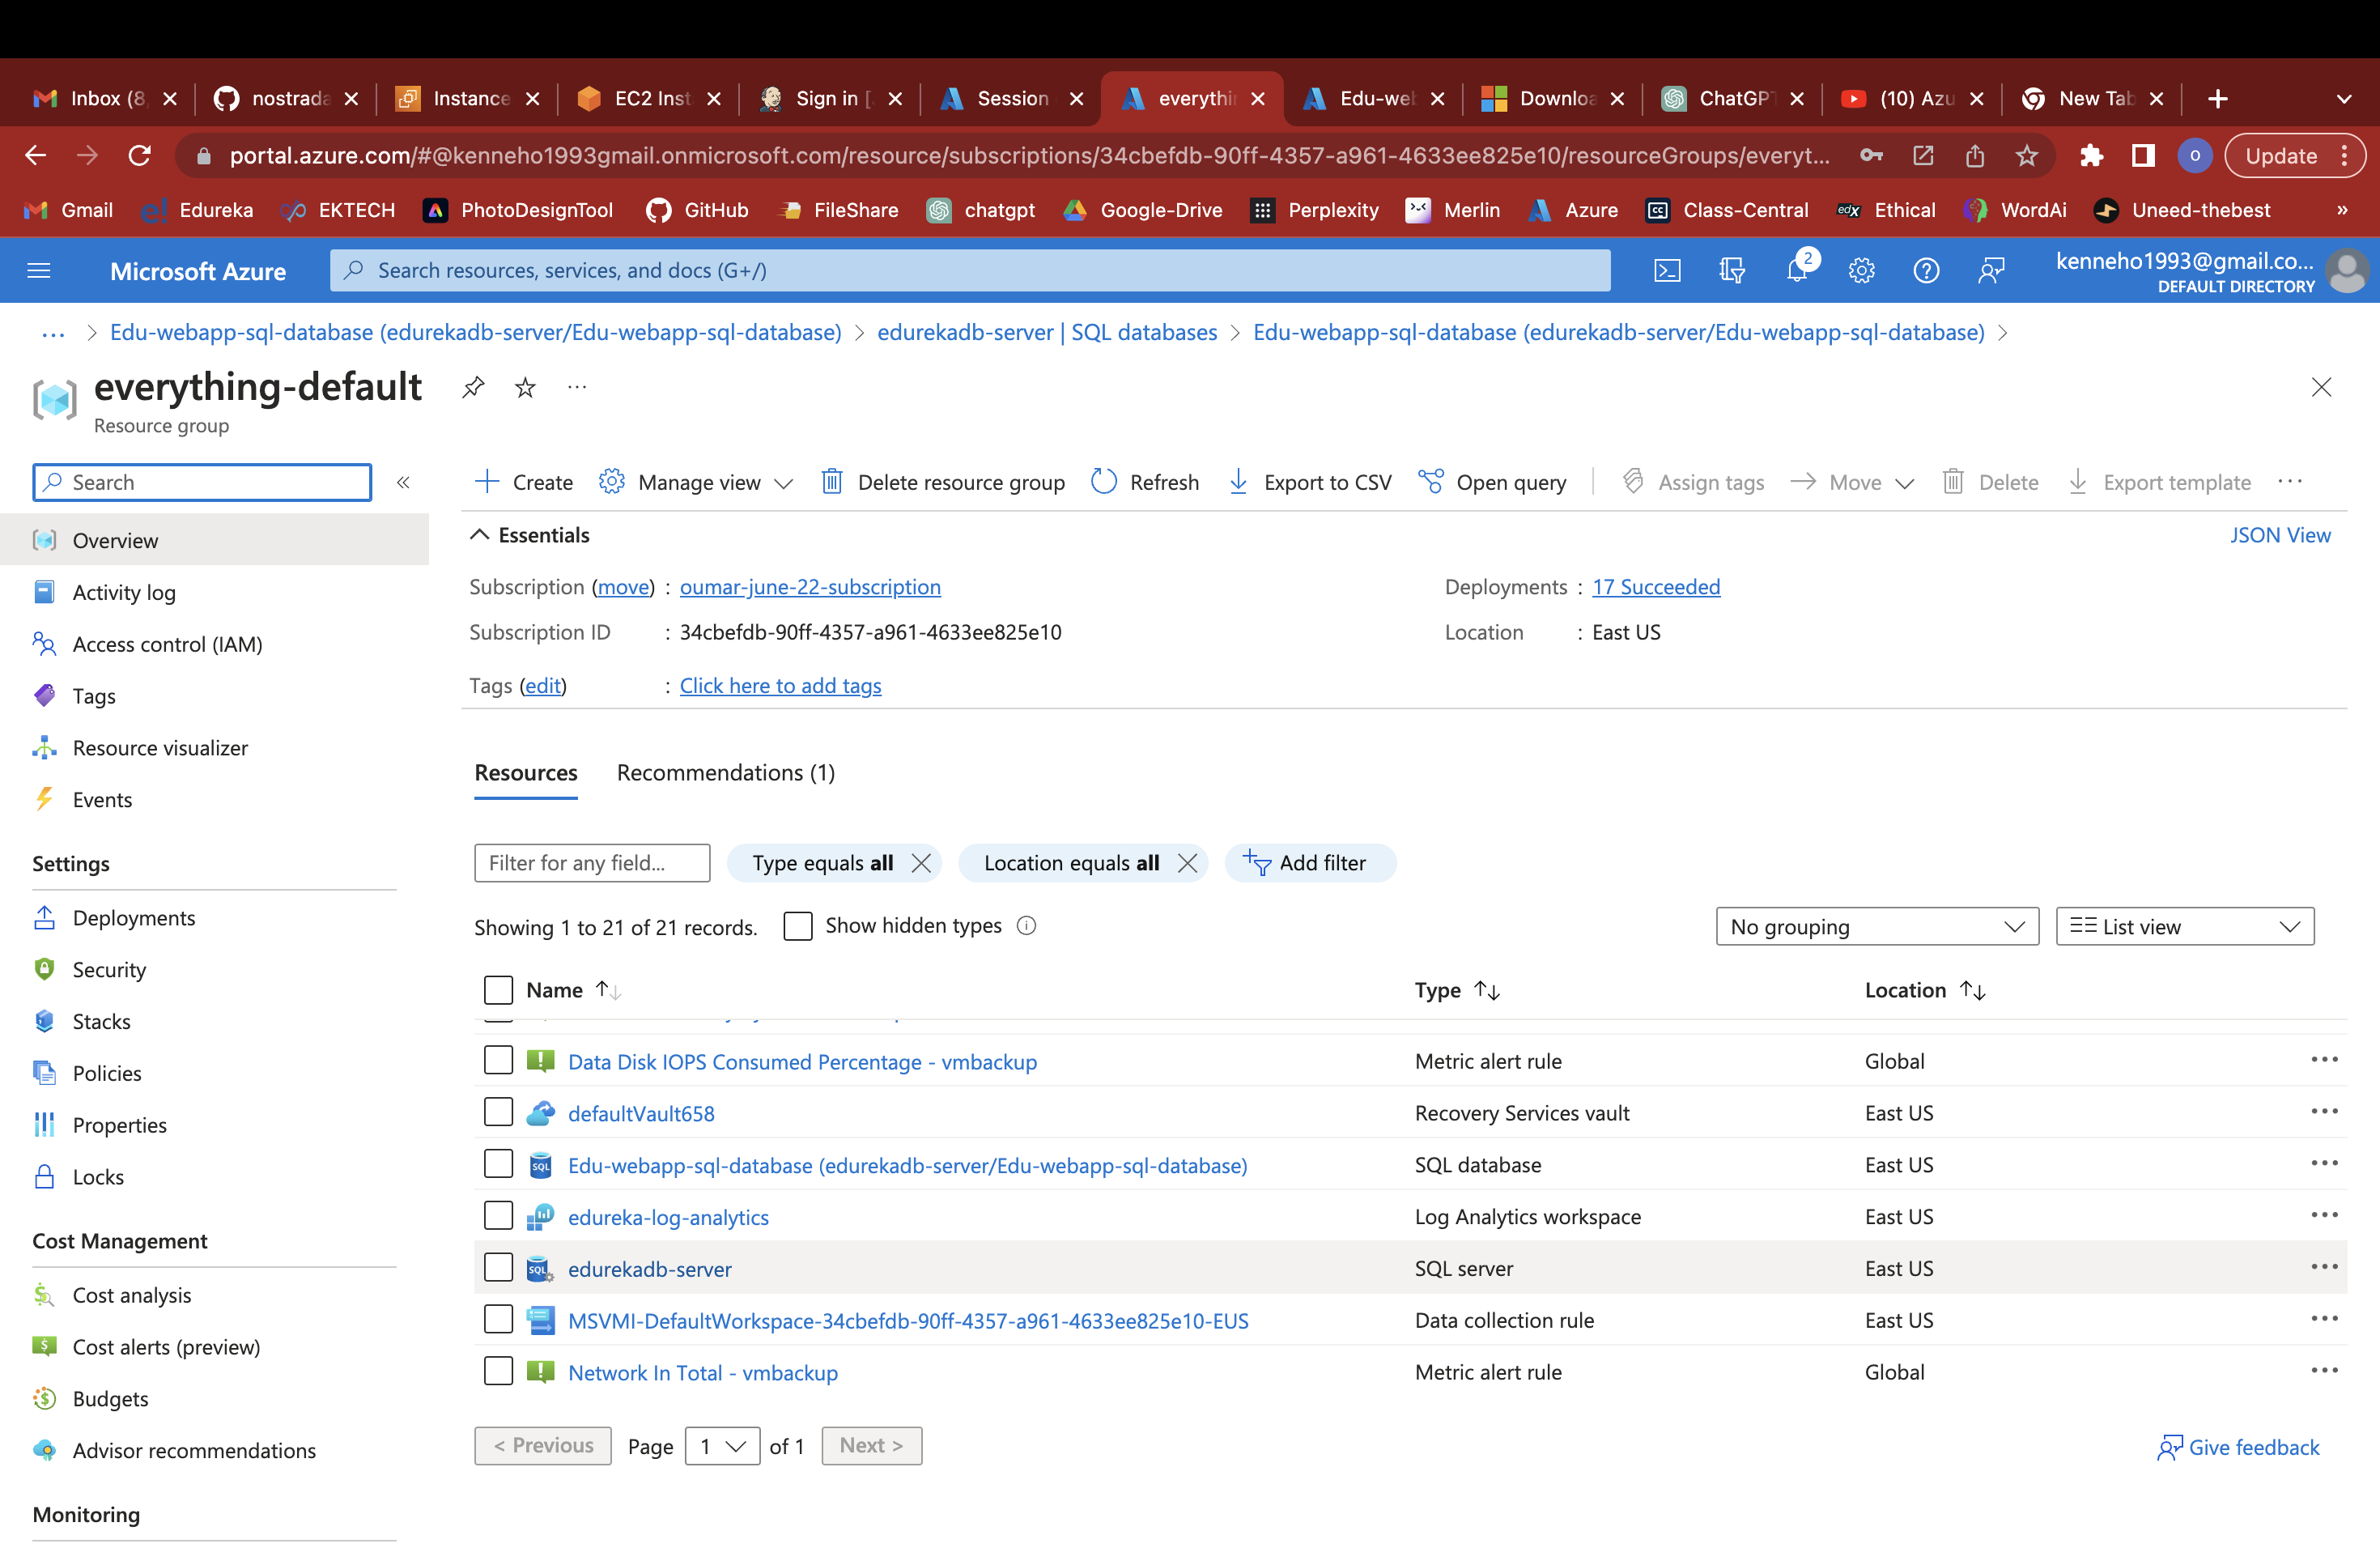 Inbox (8,
nostrada
Instance
EC2 Inst
Sign in [
Session
everythi
Edu-web
Downloa
ChatGPT
(10) Azu
New Tab
portal.azure.com/#@kenneho1993gmail.onmicrosoft.com/resource/subscriptions/34cbefdb-90ff-4357-a961-4633ee825e10/resourceGroups/everyt...
O
Update
Gmail
Edureka
EKTECH
PhotoDesignTool
GitHub
FileShare
chatgpt
Google-Drive
Perplexity
Merlin
Azure
Class-Central
Ethical
WordAi
Uneed-thebest
»
Microsoft Azure
Search resources, services, and docs (G+/)
2
kenneho1993@gmail.co...
DEFAULT DIRECTORY
... > Edu-webapp-sql-database (edurekadb-server/Edu-webapp-sql-database) > edurekadb-server | SQL databases > Edu-webapp-sql-database (edurekadb-server/Edu-webapp-sql-database) >
everything-default
Resource group
Search
«
Overview
Activity log
Access control (IAM)
Tags
Resource visualizer
Events
Settings
Deployments
Security
Stacks
Policies
Properties
Locks
Cost Management
Cost analysis
Cost alerts (preview)
Budgets
Advisor recommendations
Monitoring
Create
Manage view
Delete resource group
Refresh
Export to CSV
Open query
Assign tags
Move
Delete
Export template
Essentials
JSON View
Subscription (move) : oumar-june-22-subscription
Deployments : 17 Succeeded
Subscription ID : 34cbefdb-90ff-4357-a961-4633ee825e10
Location : East US
Tags (edit) : Click here to add tags
Resources
Recommendations (1)
Filter for any field...
Type equals all
Location equals all
Add filter
Showing 1 to 21 of 21 records.
Show hidden types
No grouping
List view
Name Type Location
Data Disk IOPS Consumed Percentage - vmbackup Metric alert rule Global
defaultVault658 Recovery Services vault East US
Edu-webapp-sql-database (edurekadb-server/Edu-webapp-sql-database) SQL database East US
edureka-log-analytics Log Analytics workspace East US
edurekadb-server SQL server East US
MSVMI-DefaultWorkspace-34cbefdb-90ff-4357-a961-4633ee825e10-EUS Data collection rule East US
Network In Total - vmbackup Metric alert rule Global
< Previous Page 1 of 1 Next >
Give feedback